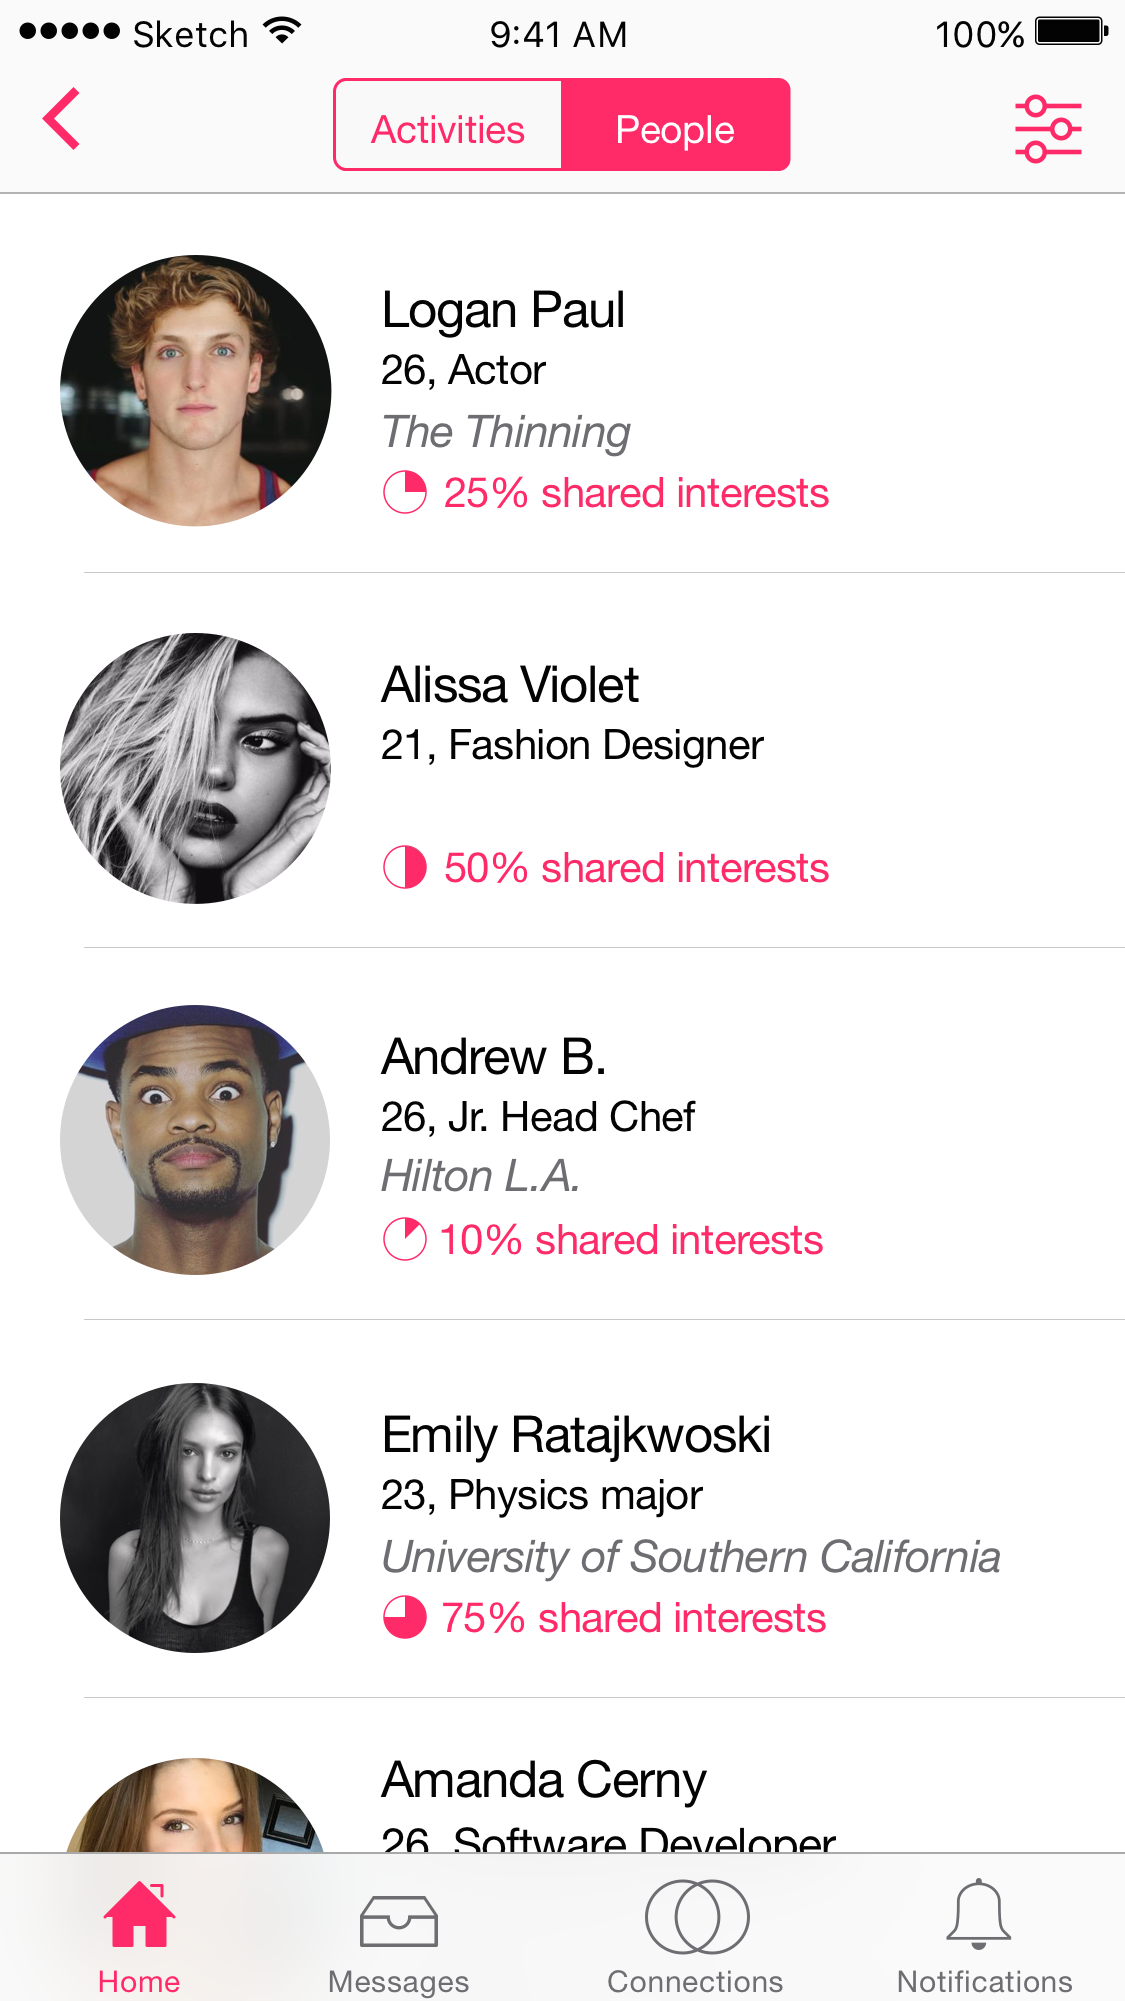 Sketch 9:41 AM 100%
Activities People
Logan Paul
26, Actor
The Thinning
25% shared interests
Alissa Violet
21, Fashion Designer
50% shared interests
Andrew B.
26, Jr. Head Chef
Hilton L.A.
10% shared interests
Emily Ratajkwoski
23, Physics major
University of Southern California
75% shared interests
Amanda Cerny
26, Software Developer
Home Messages Connections Notifications